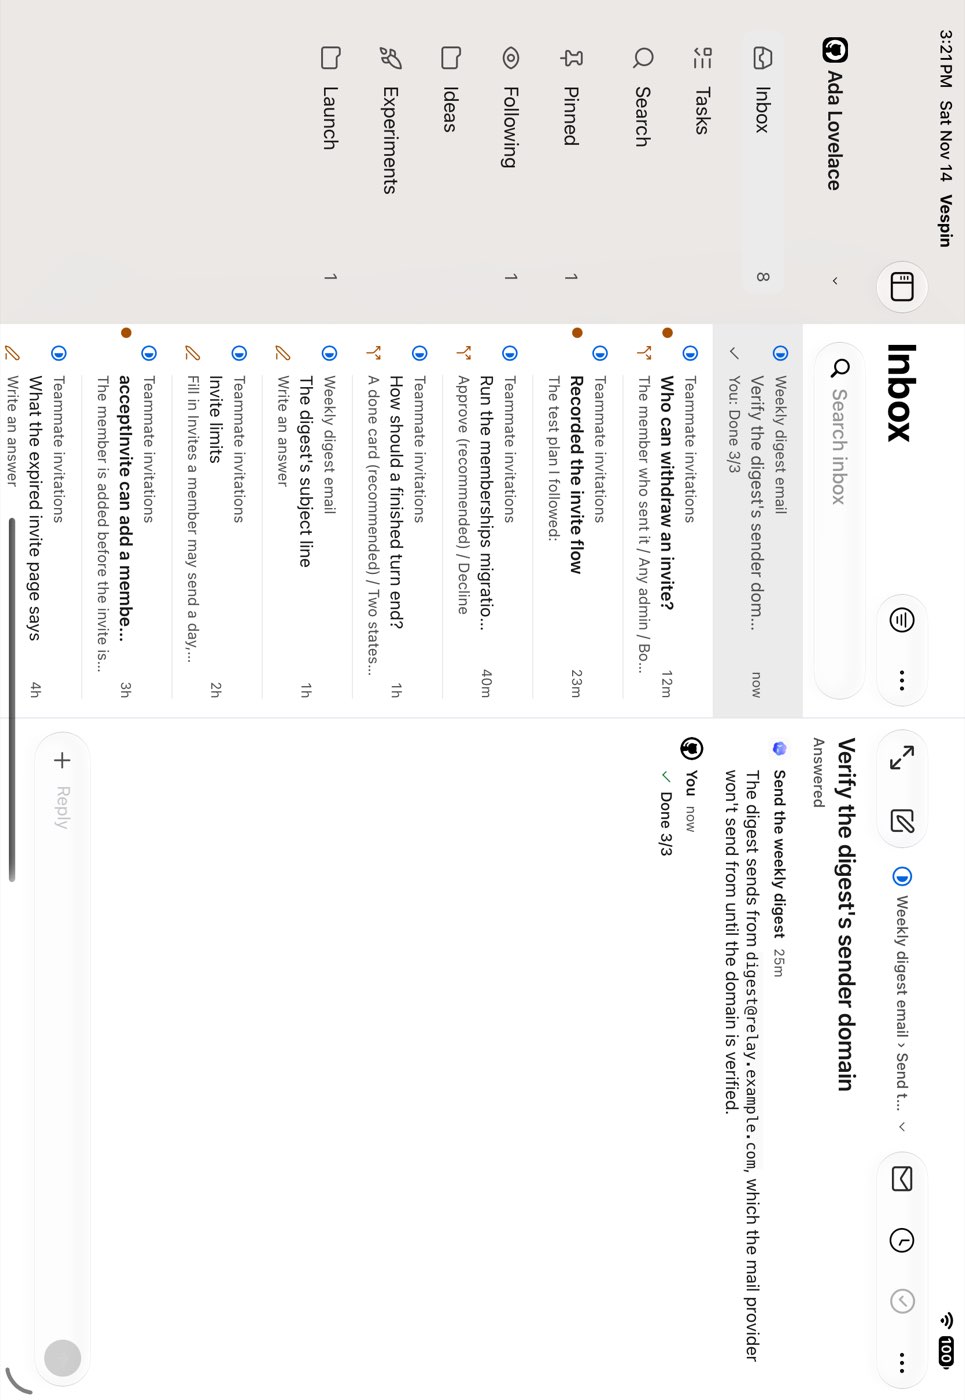 3:21 PM Sat Nov 14 Vespin
100
Ada Lovelace
Inbox 8
Tasks
Search
Pinned 1
Following 1
Ideas
Experiments
Launch 1
Inbox
Search inbox
Weekly digest email
Verify the digest's sender dom... now
You: Done 3/3
Teammate invitations
Who can withdraw an invite? 12m
The member who sent it / Any admin / Bo...
Teammate invitations
Recorded the invite flow 23m
The test plan I followed:
Teammate invitations
Run the memberships migratio... 40m
Approve (recommended) / Decline
Teammate invitations
How should a finished turn end? 1h
A done card (recommended) / Two states...
Weekly digest email
The digest's subject line 1h
Write an answer
Teammate invitations
Invite limits 2h
Fill in Invites a member may send a day,...
Teammate invitations
acceptInvite can add a membe... 3h
The member is added before the invite is...
Teammate invitations
What the expired invite page says 4h
Write an answer
Weekly digest email › Send t...
Verify the digest's sender domain
Answered
Send the weekly digest 25m
The digest sends from digest@relay.example.com, which the mail provider
won't send from until the domain is verified.
You now
Done 3/3
Reply